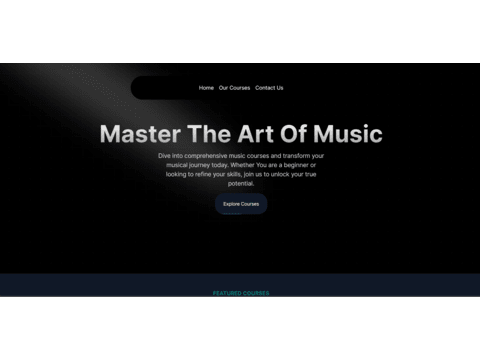 Home Our Courses Contact Us
Master The Art Of Music
Dive into comprehensive music courses and transform your
musical journey today. Whether You are a beginner or
looking to refine your skills, join us to unlock your true
potential.
Explore Courses
FEATURED COURSES